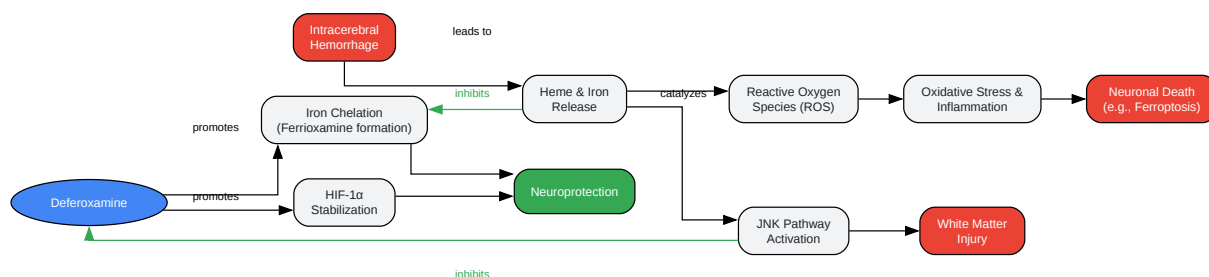 Intracerebral
Hemorrhage
leads to
Heme & Iron
Release
inhibits
catalyzes
Reactive Oxygen
Species (ROS)
Oxidative Stress &
Inflammation
Neuronal Death
(e.g., Ferroptosis)
Iron Chelation
(Ferrioxamine formation)
promotes
promotes
Deferoxamine
HIF-1α
Stabilization
Neuroprotection
JNK Pathway
Activation
White Matter
Injury
inhibits